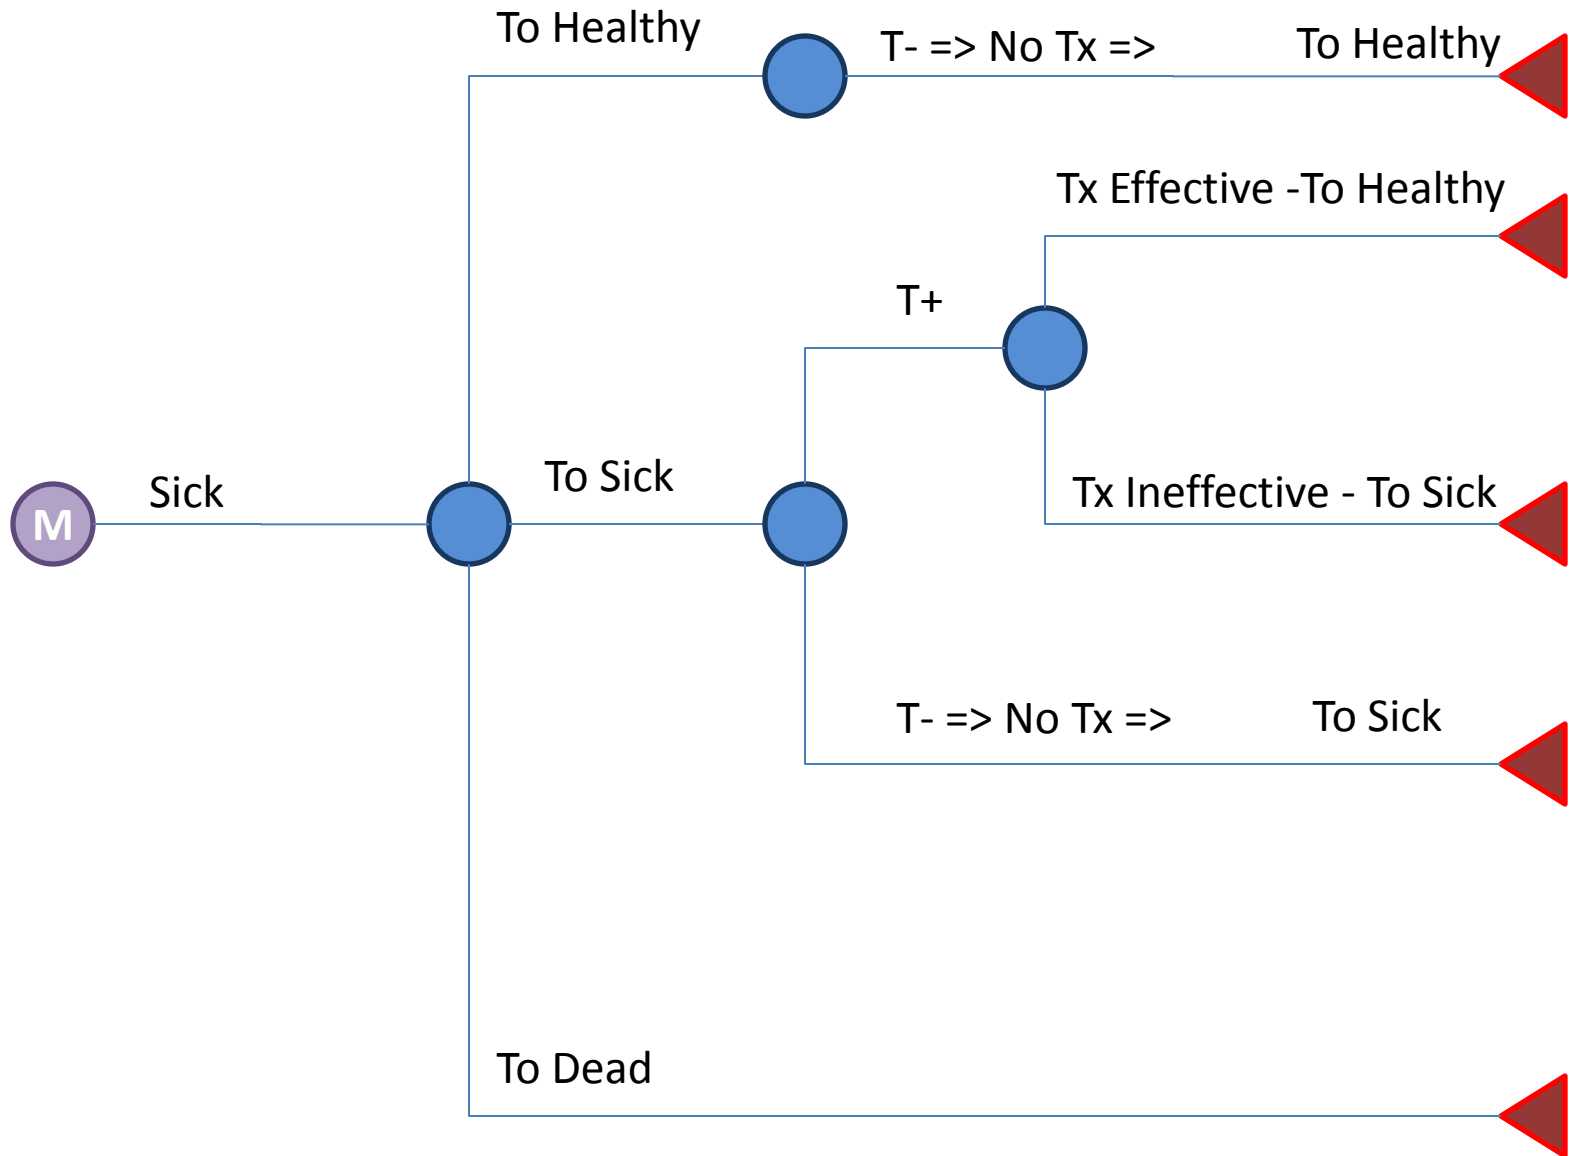 To Healthy
T- => No Tx =>
To Healthy
Tx Effective -To Healthy
T+
M
Sick
To Sick
Tx Ineffective - To Sick
T- => No Tx =>
To Sick
To Dead